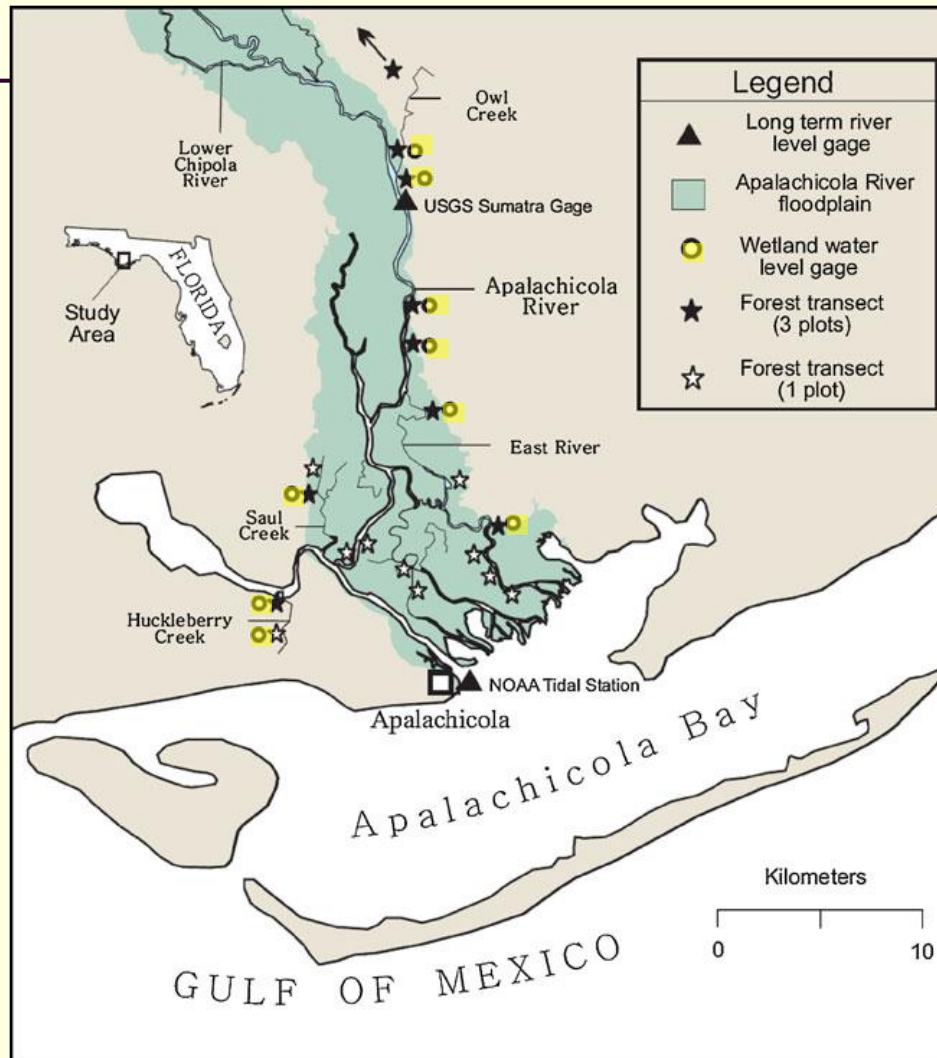 Legend
Long term river
level gage
Apalachicola River
floodplain
Wetland water
level gage
Forest transect
(3 plots)
Forest transect
(1 plot)
Owl
Creek
Lower
Chipola
River
USGS Sumatra Gage
FLORIDA
Study
Area
Apalachicola
River
East River
Saul
Creek
Huckleberry
Creek
NOAA Tidal Station
Apalachicola
Apalachicola Bay
Kilometers
0 10
GULF OF MEXICO